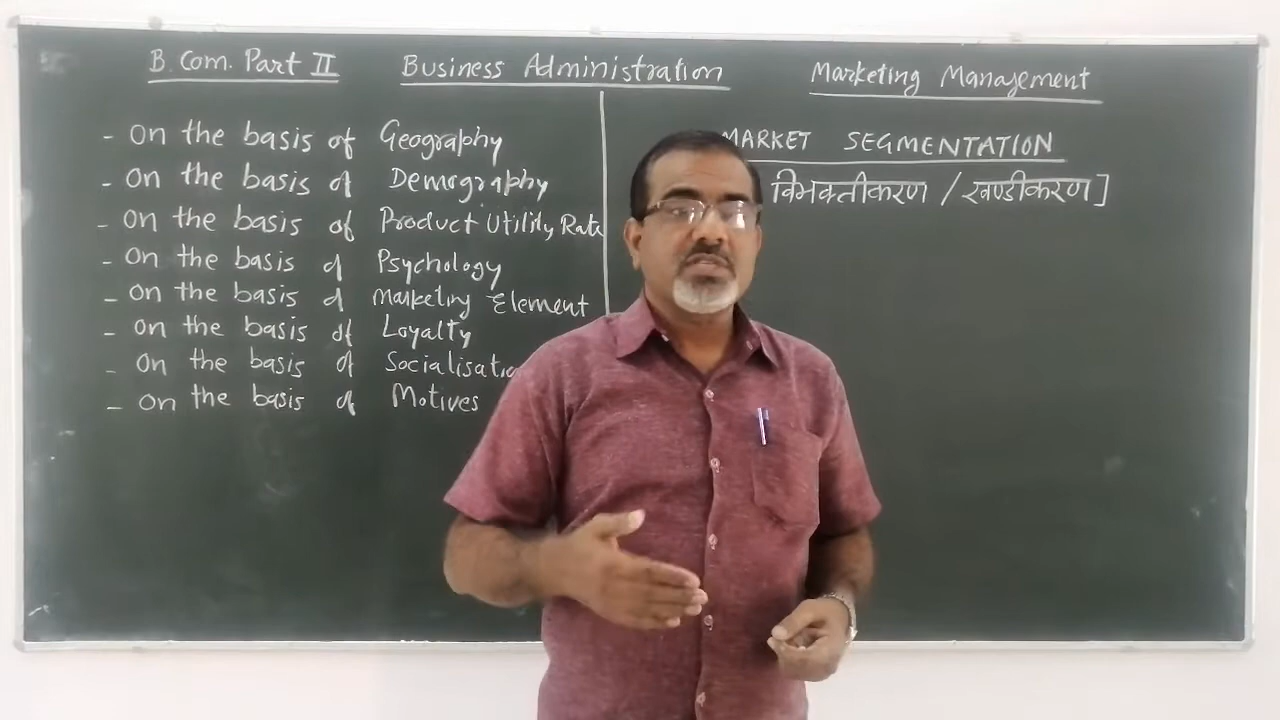 B. Com. Part II Business Administration Marketing Management
- On the basis of Geography
- On the basis of Demography
- On the basis of Product Utility Rate
- On the basis of Psychology
- On the basis of Marketing Element
- On the basis of Loyalty
- On the basis of Socialisatio
- On the basis of Motives
MARKET SEGMENTATION
विभक्तीकरण / खण्डीकरण]